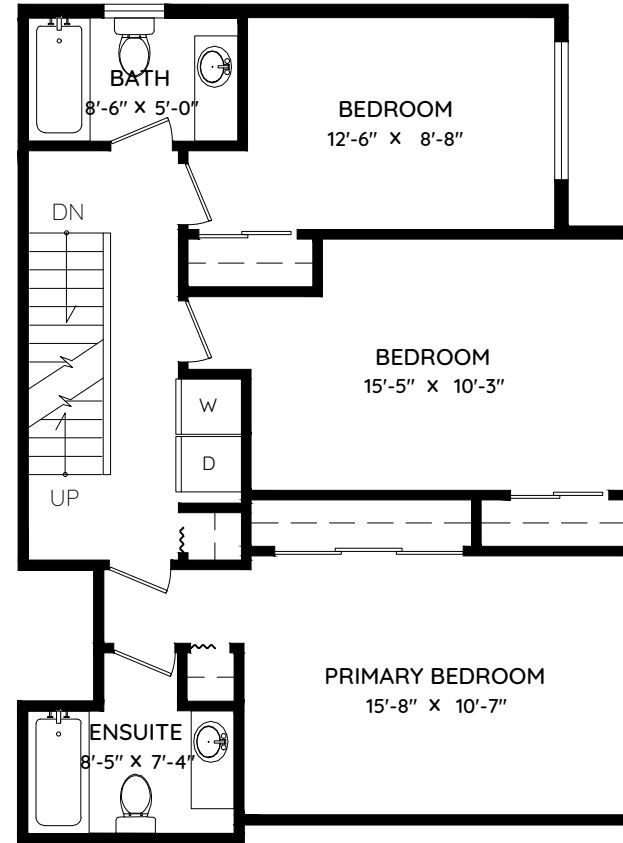 BATH
8'-6" X 5'-0"
BEDROOM
12'-6" X 8'-8"
DN
BEDROOM
15'-5" X 10'-3"
W
D
UP
PRIMARY BEDROOM
15'-8" X 10'-7"
ENSUITE
8'-5" X 7'-4"